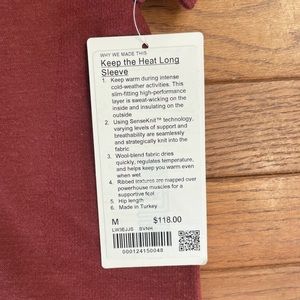 WHY WE MADE THIS
Keep the Heat Long
Sleeve
1. Keep warm during intense
cold-weather activities. This
slim-fitting high-performance
layer is sweat-wicking on the
inside and insulating on the
outside
2. Using SenseKnit™ technology,
varying levels of support and
breathability are seamlessly
and strategically knit into the
fabric
3. Wool-blend fabric dries
quickly, regulates temperature,
and helps keep you warm even
when wet
4. Ribbed textures are mapped over
powerhouse muscles for a
supportive feel
5. Hip length
6. Made in Turkey
M $118.00
LW3EJJS BVNH
000124150048